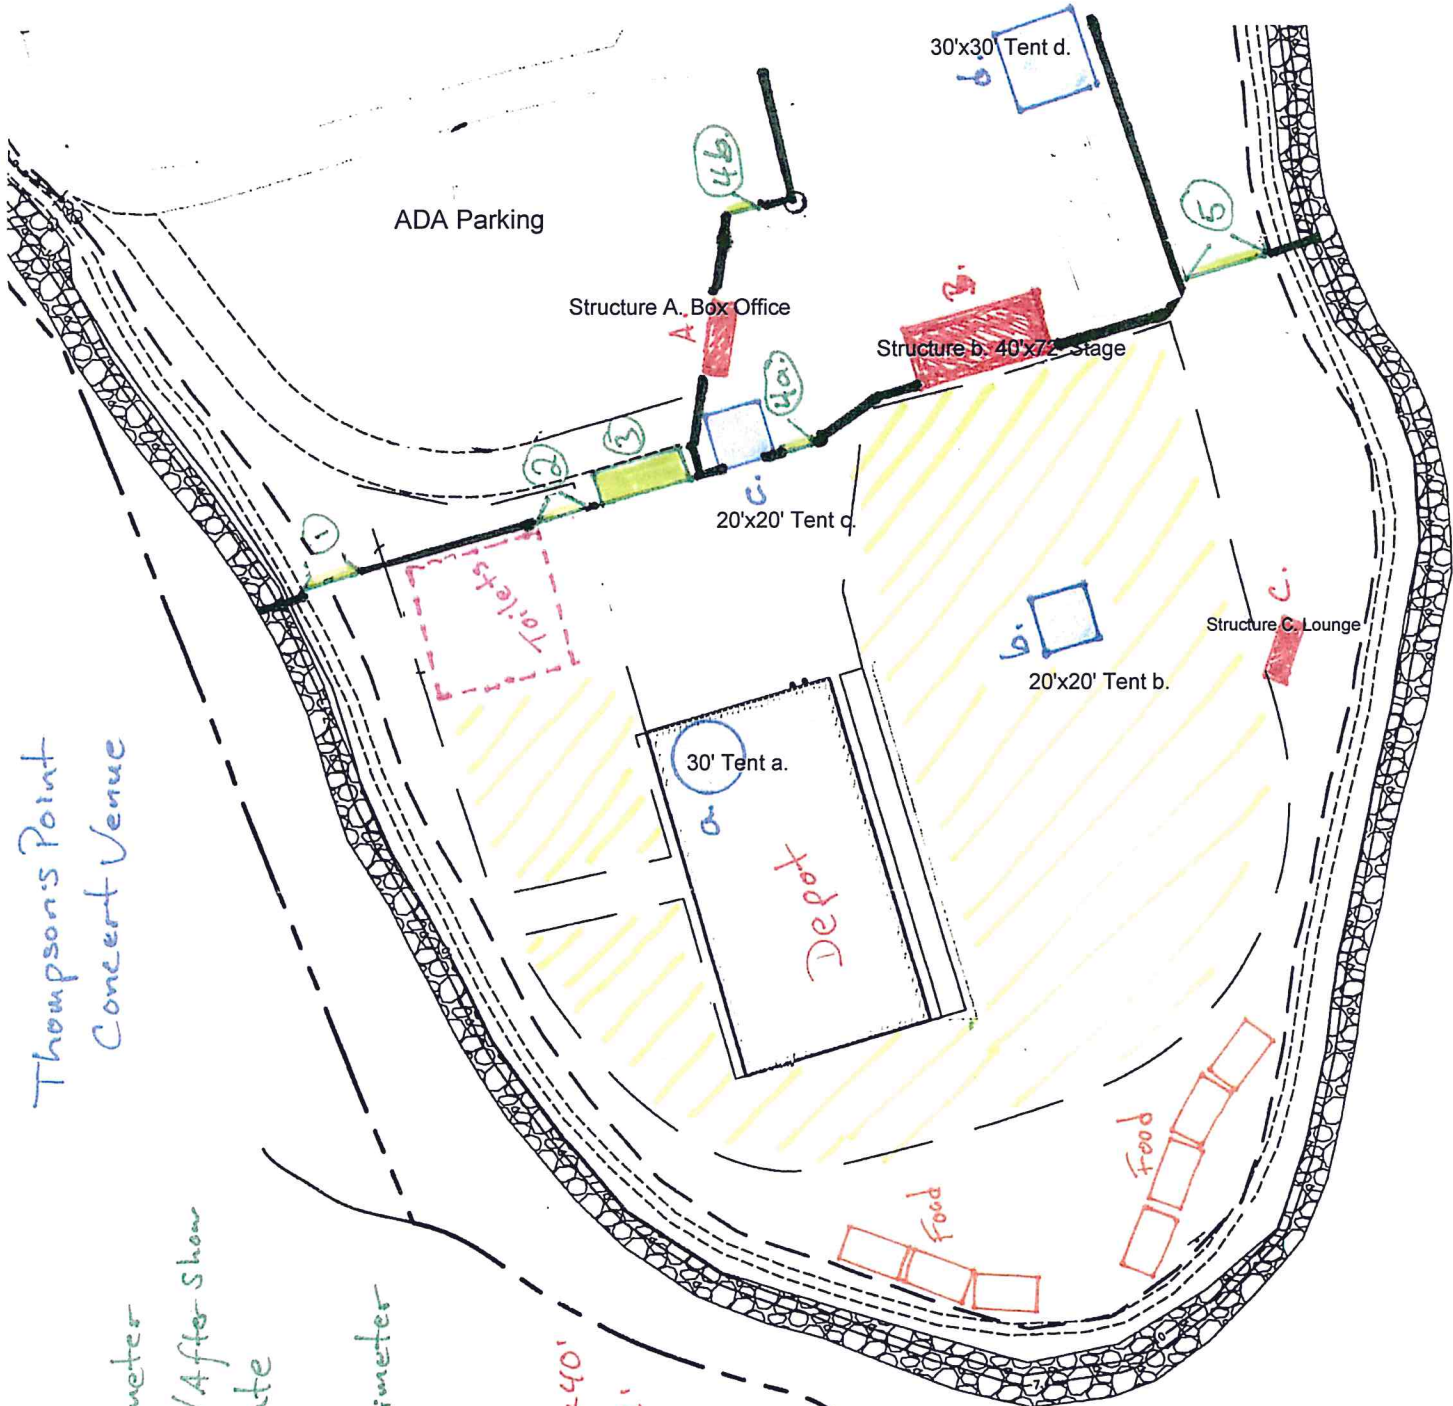 30'x30' Tent d.
b.
4b.
ADA Parking
5
Structure A. Box Office
A.
B.
Structure b. 40'x72' Stage
4a.
3
2
c.
20'x20' Tent c.
1
Toilets
C.
Structure C. Lounge
b.
20'x20' Tent b.
30' Tent a.
a.
Depot
Thompson's Point
Concert Venue
Food
Food
/After show